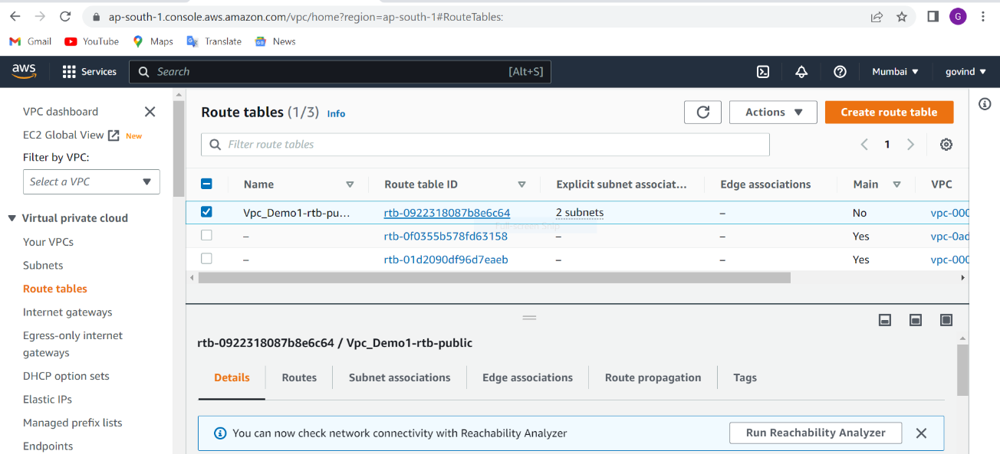 ap-south-1.console.aws.amazon.com/vpc/home?region=ap-south-1#RouteTables:
G
Gmail YouTube Maps Translate News
aws Services Search [Alt+S] Mumbai govind
VPC dashboard
EC2 Global View New
Filter by VPC:
Select a VPC
Virtual private cloud
Your VPCs
Subnets
Route tables
Internet gateways
Egress-only internet
gateways
DHCP option sets
Elastic IPs
Managed prefix lists
Endpoints
Route tables (1/3) Info
Actions
Create route table
Filter route tables
1
Name Route table ID Explicit subnet associat... Edge associations Main VPC
Vpc_Demo1-rtb-pu... rtb-0922318087b8e6c64 2 subnets – No vpc-000
– rtb-0f0355b578fd63158 – – Yes vpc-0ad
– rtb-01d2090df96d7eaeb – – Yes vpc-000
rtb-0922318087b8e6c64 / Vpc_Demo1-rtb-public
Details Routes Subnet associations Edge associations Route propagation Tags
You can now check network connectivity with Reachability Analyzer
Run Reachability Analyzer